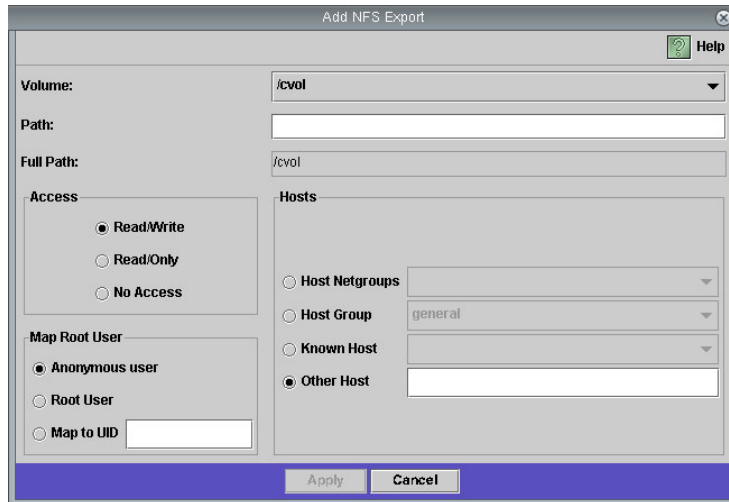 Add NFS Export
Help
Volume: /cvol
Path:
Full Path: /cvol
Access
Read/Write
Read/Only
No Access
Map Root User
Anonymous user
Root User
Map to UID
Hosts
Host Netgroups
Host Group general
Known Host
Other Host
Apply Cancel